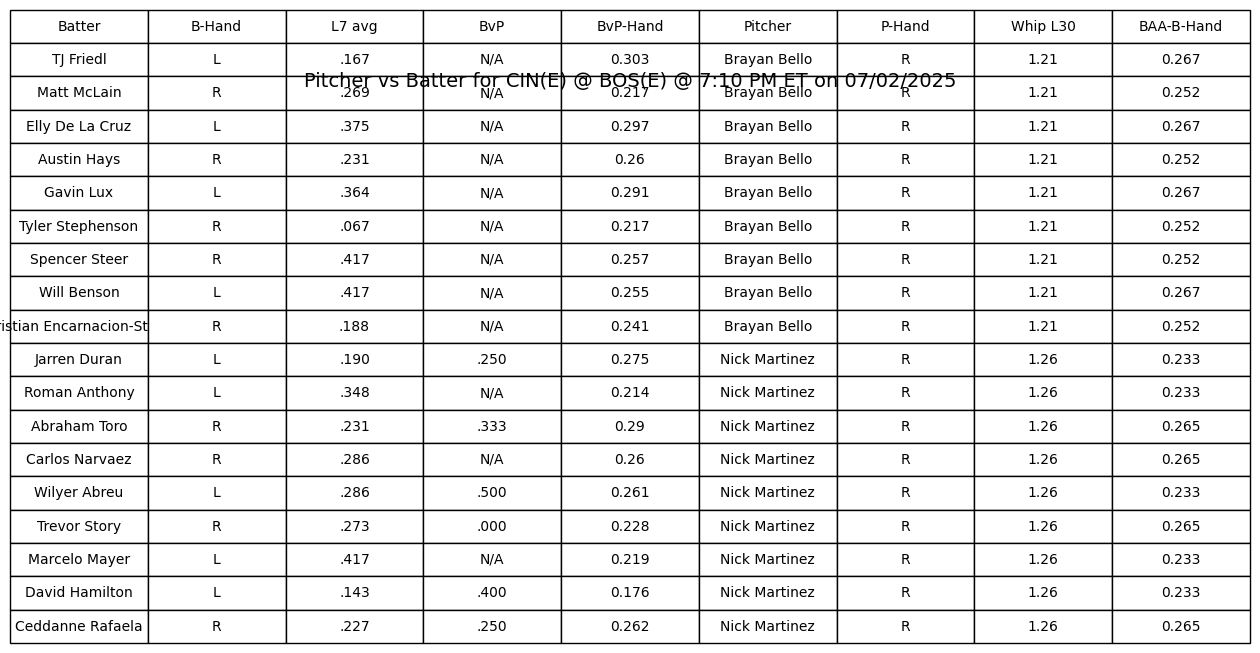 Batter B-Hand L7 avg BvP BvP-Hand Pitcher P-Hand Whip L30 BAA-B-Hand
TJ Friedl L .167 N/A 0.303 Brayan Bello R 1.21 0.267
Pitcher vs Batter for CIN(E) @ BOS(E) @ 7:10 PM ET on 07/02/2025
Matt McLain R .269 N/A 0.217 Brayan Bello R 1.21 0.252
Elly De La Cruz L .375 N/A 0.297 Brayan Bello R 1.21 0.267
Austin Hays R .231 N/A 0.26 Brayan Bello R 1.21 0.252
Gavin Lux L .364 N/A 0.291 Brayan Bello R 1.21 0.267
Tyler Stephenson R .067 N/A 0.217 Brayan Bello R 1.21 0.252
Spencer Steer R .417 N/A 0.257 Brayan Bello R 1.21 0.252
Will Benson L .417 N/A 0.255 Brayan Bello R 1.21 0.267
istian Encarnacion-St R .188 N/A 0.241 Brayan Bello R 1.21 0.252
Jarren Duran L .190 .250 0.275 Nick Martinez R 1.26 0.233
Roman Anthony L .348 N/A 0.214 Nick Martinez R 1.26 0.233
Abraham Toro R .231 .333 0.29 Nick Martinez R 1.26 0.265
Carlos Narvaez R .286 N/A 0.26 Nick Martinez R 1.26 0.265
Wilyer Abreu L .286 .500 0.261 Nick Martinez R 1.26 0.233
Trevor Story R .273 .000 0.228 Nick Martinez R 1.26 0.265
Marcelo Mayer L .417 N/A 0.219 Nick Martinez R 1.26 0.233
David Hamilton L .143 .400 0.176 Nick Martinez R 1.26 0.233
Ceddanne Rafaela R .227 .250 0.262 Nick Martinez R 1.26 0.265